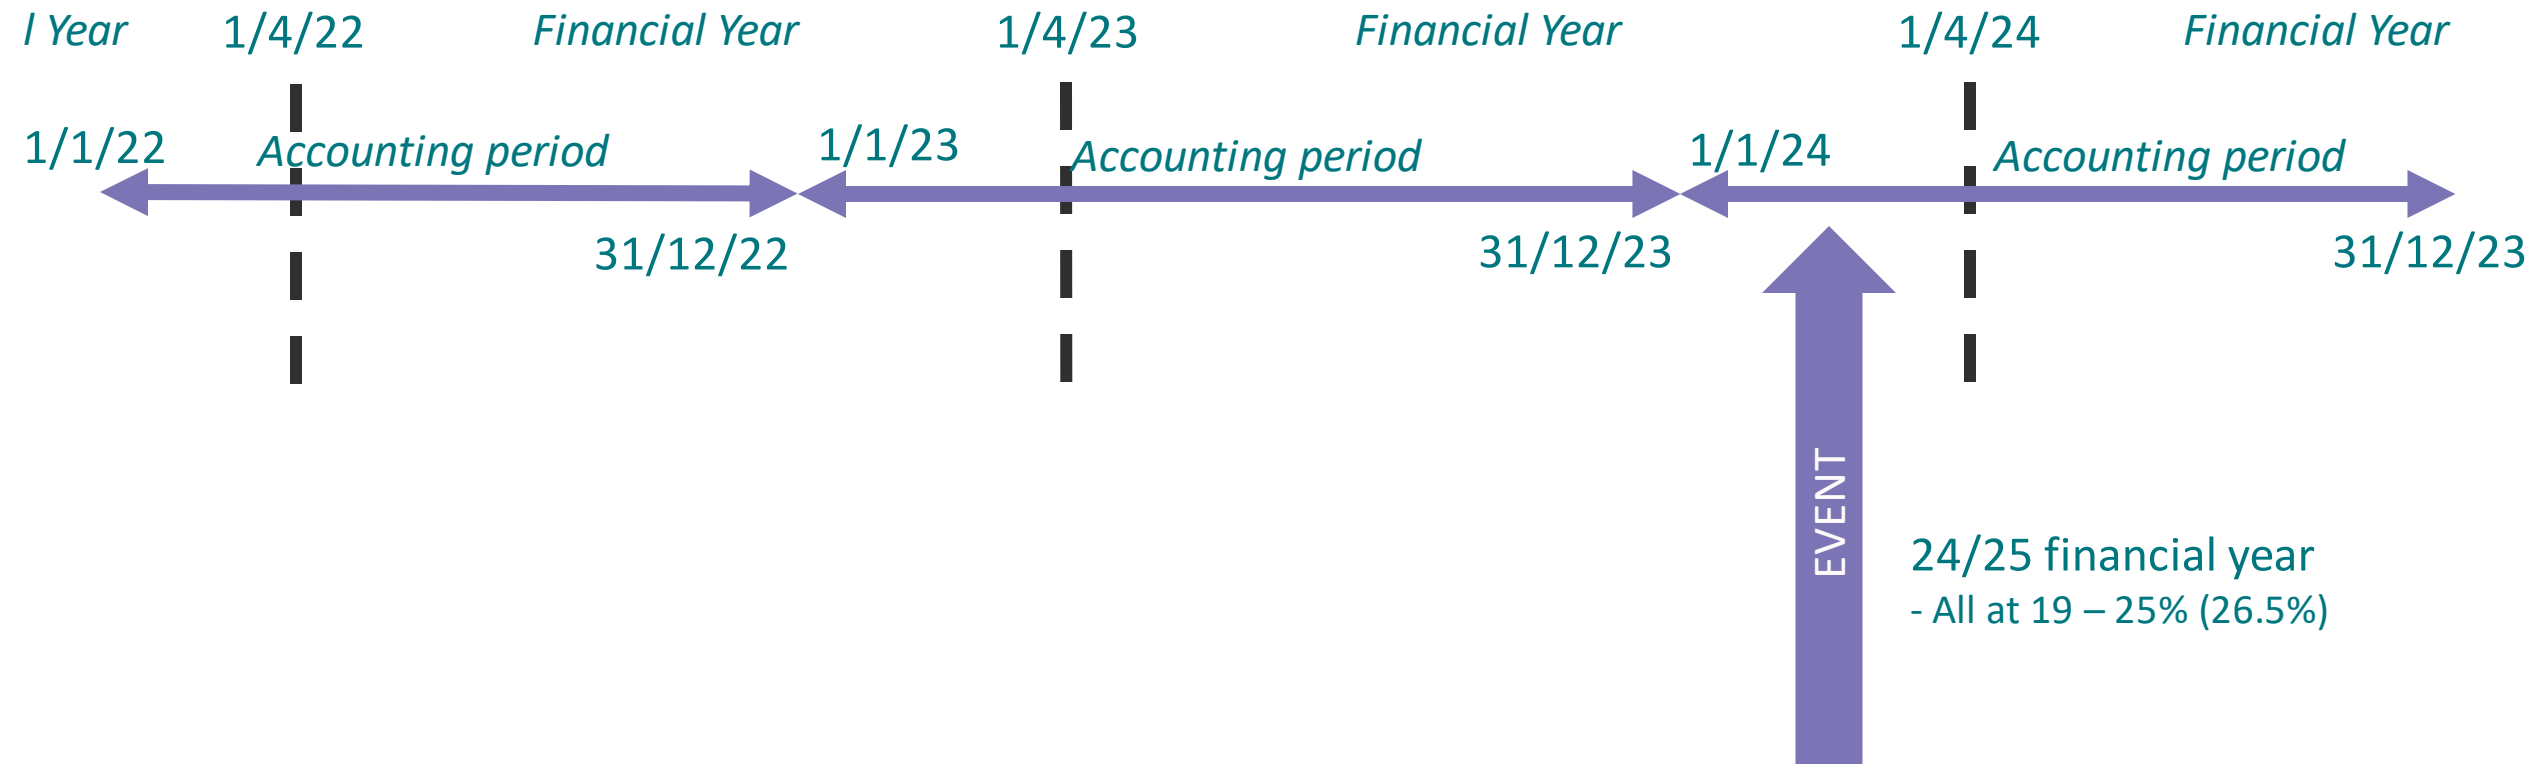 l Year 1/4/22 Financial Year 1/4/23 Financial Year 1/4/24 Financial Year
1/1/22 Accounting period 1/1/23 Accounting period 1/1/24 Accounting period
31/12/22 31/12/23 31/12/23
EVENT
24/25 financial year
- All at 19 – 25% (26.5%)